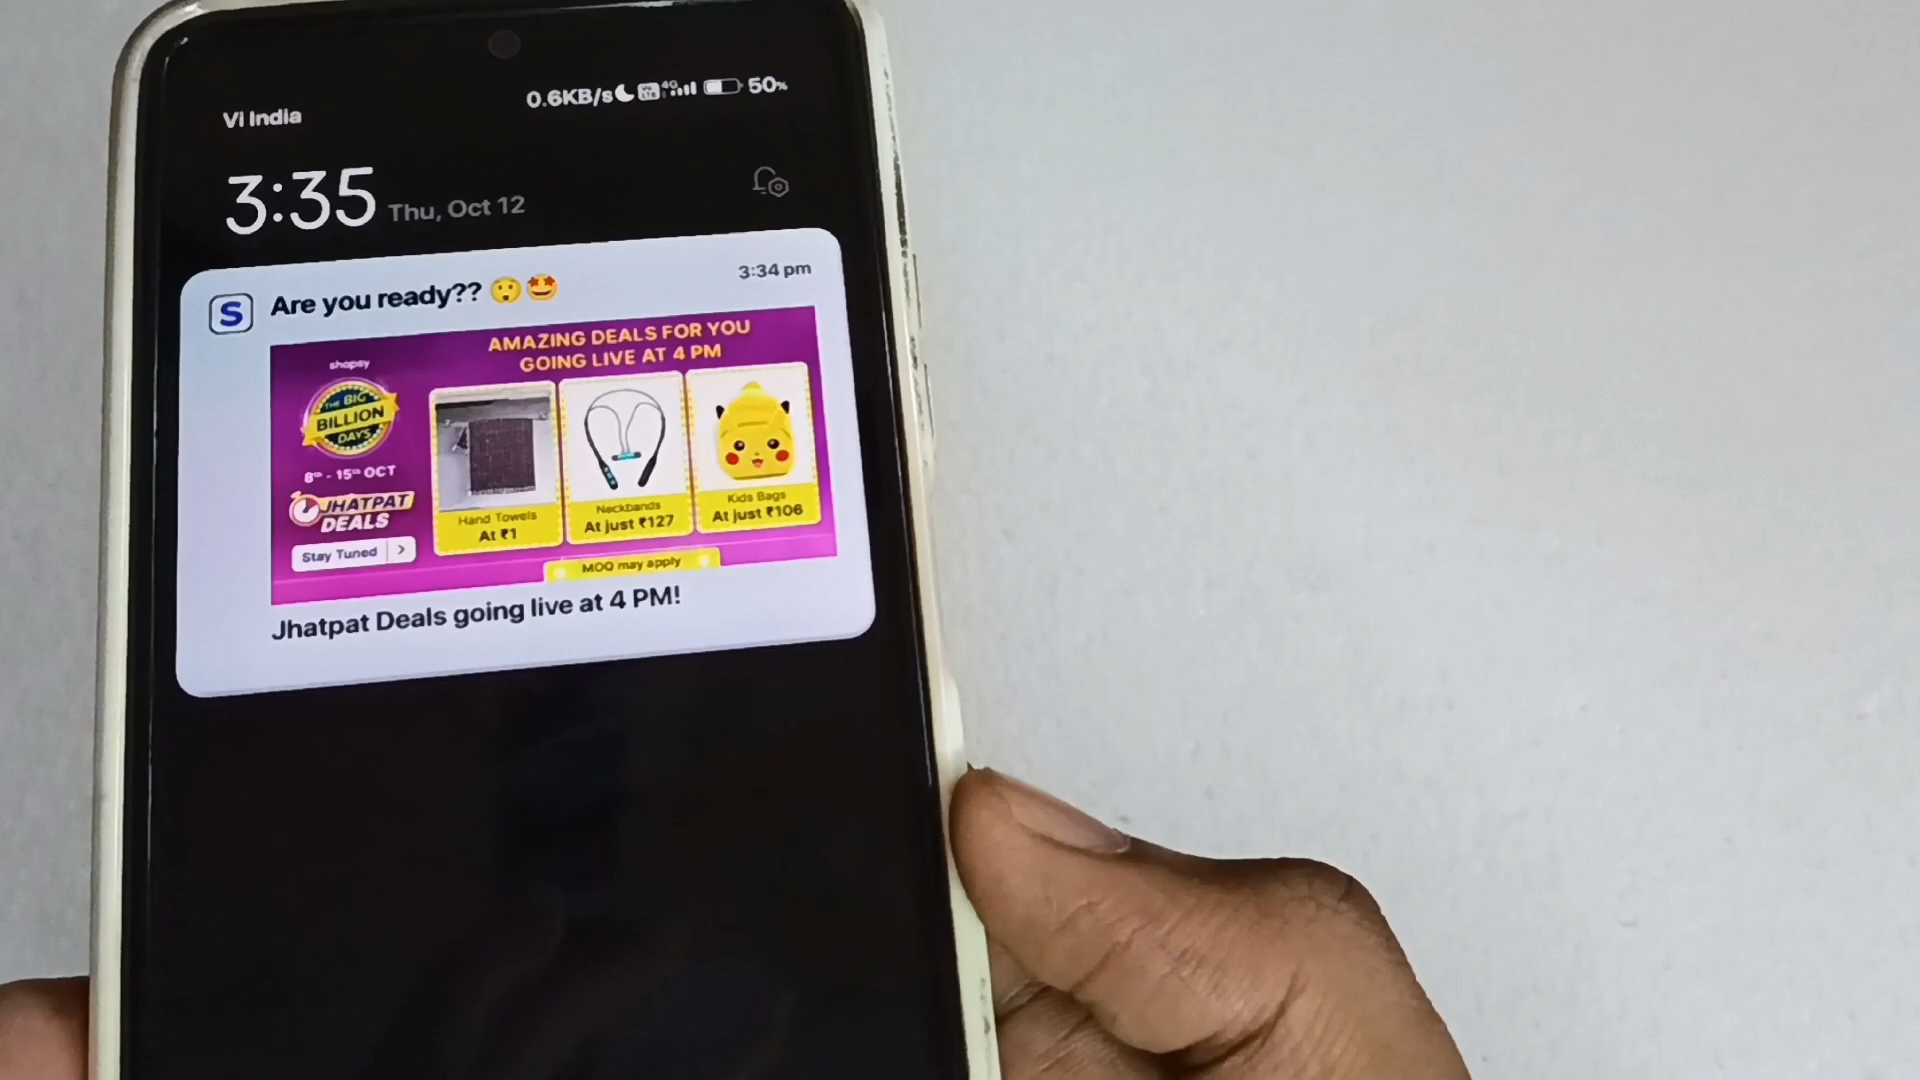 0.6KB/s 4G 50%
Vi India
3:35 Thu, Oct 12
S Are you ready?? 😲🤩 3:34 pm
AMAZING DEALS FOR YOU
GOING LIVE AT 4 PM
shopsy
THE BIG
BILLION
DAYS
8th - 15th OCT
JHATPAT
DEALS
Stay Tuned >
Hand Towels
At ₹1
Neckbands
At just ₹127
Kids Bags
At just ₹106
MOQ may apply
Jhatpat Deals going live at 4 PM!